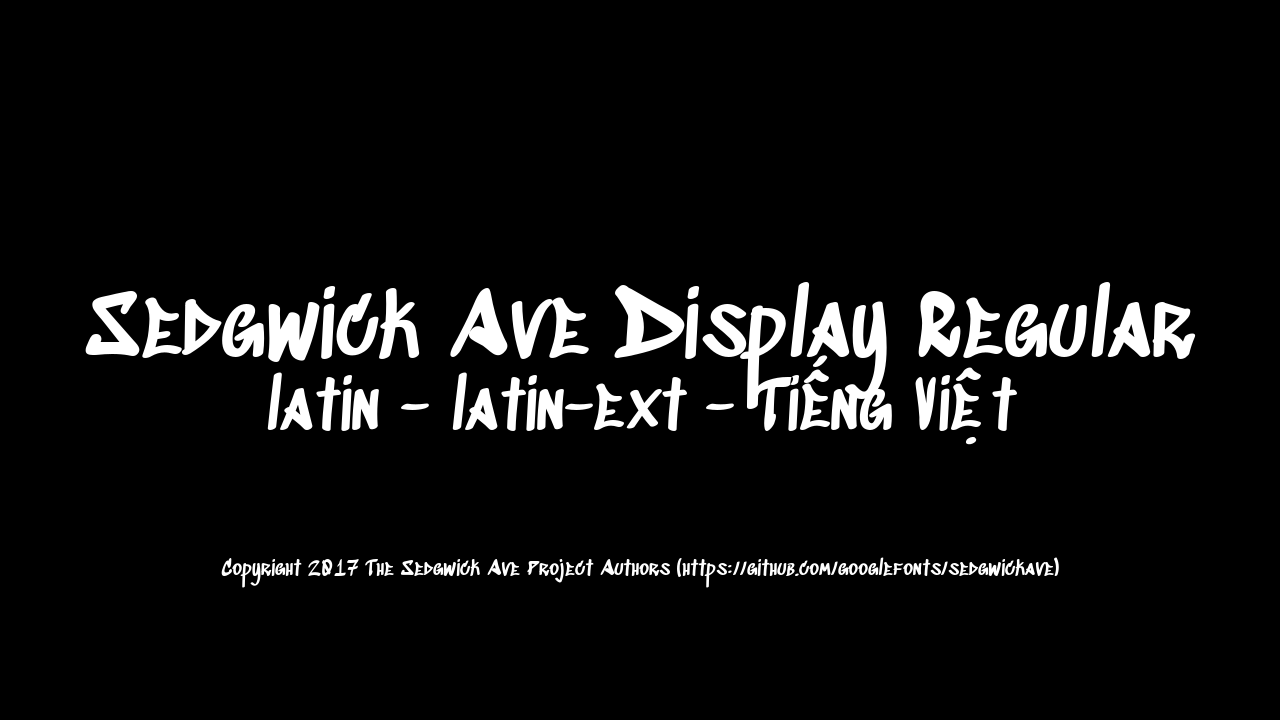 Sedgwick Ave Display Regular
latin - latin-ext - Tiếng Việt
Copyright 2017 The Sedgwick Ave Project Authors (https://github.com/googlefonts/sedgwickave)